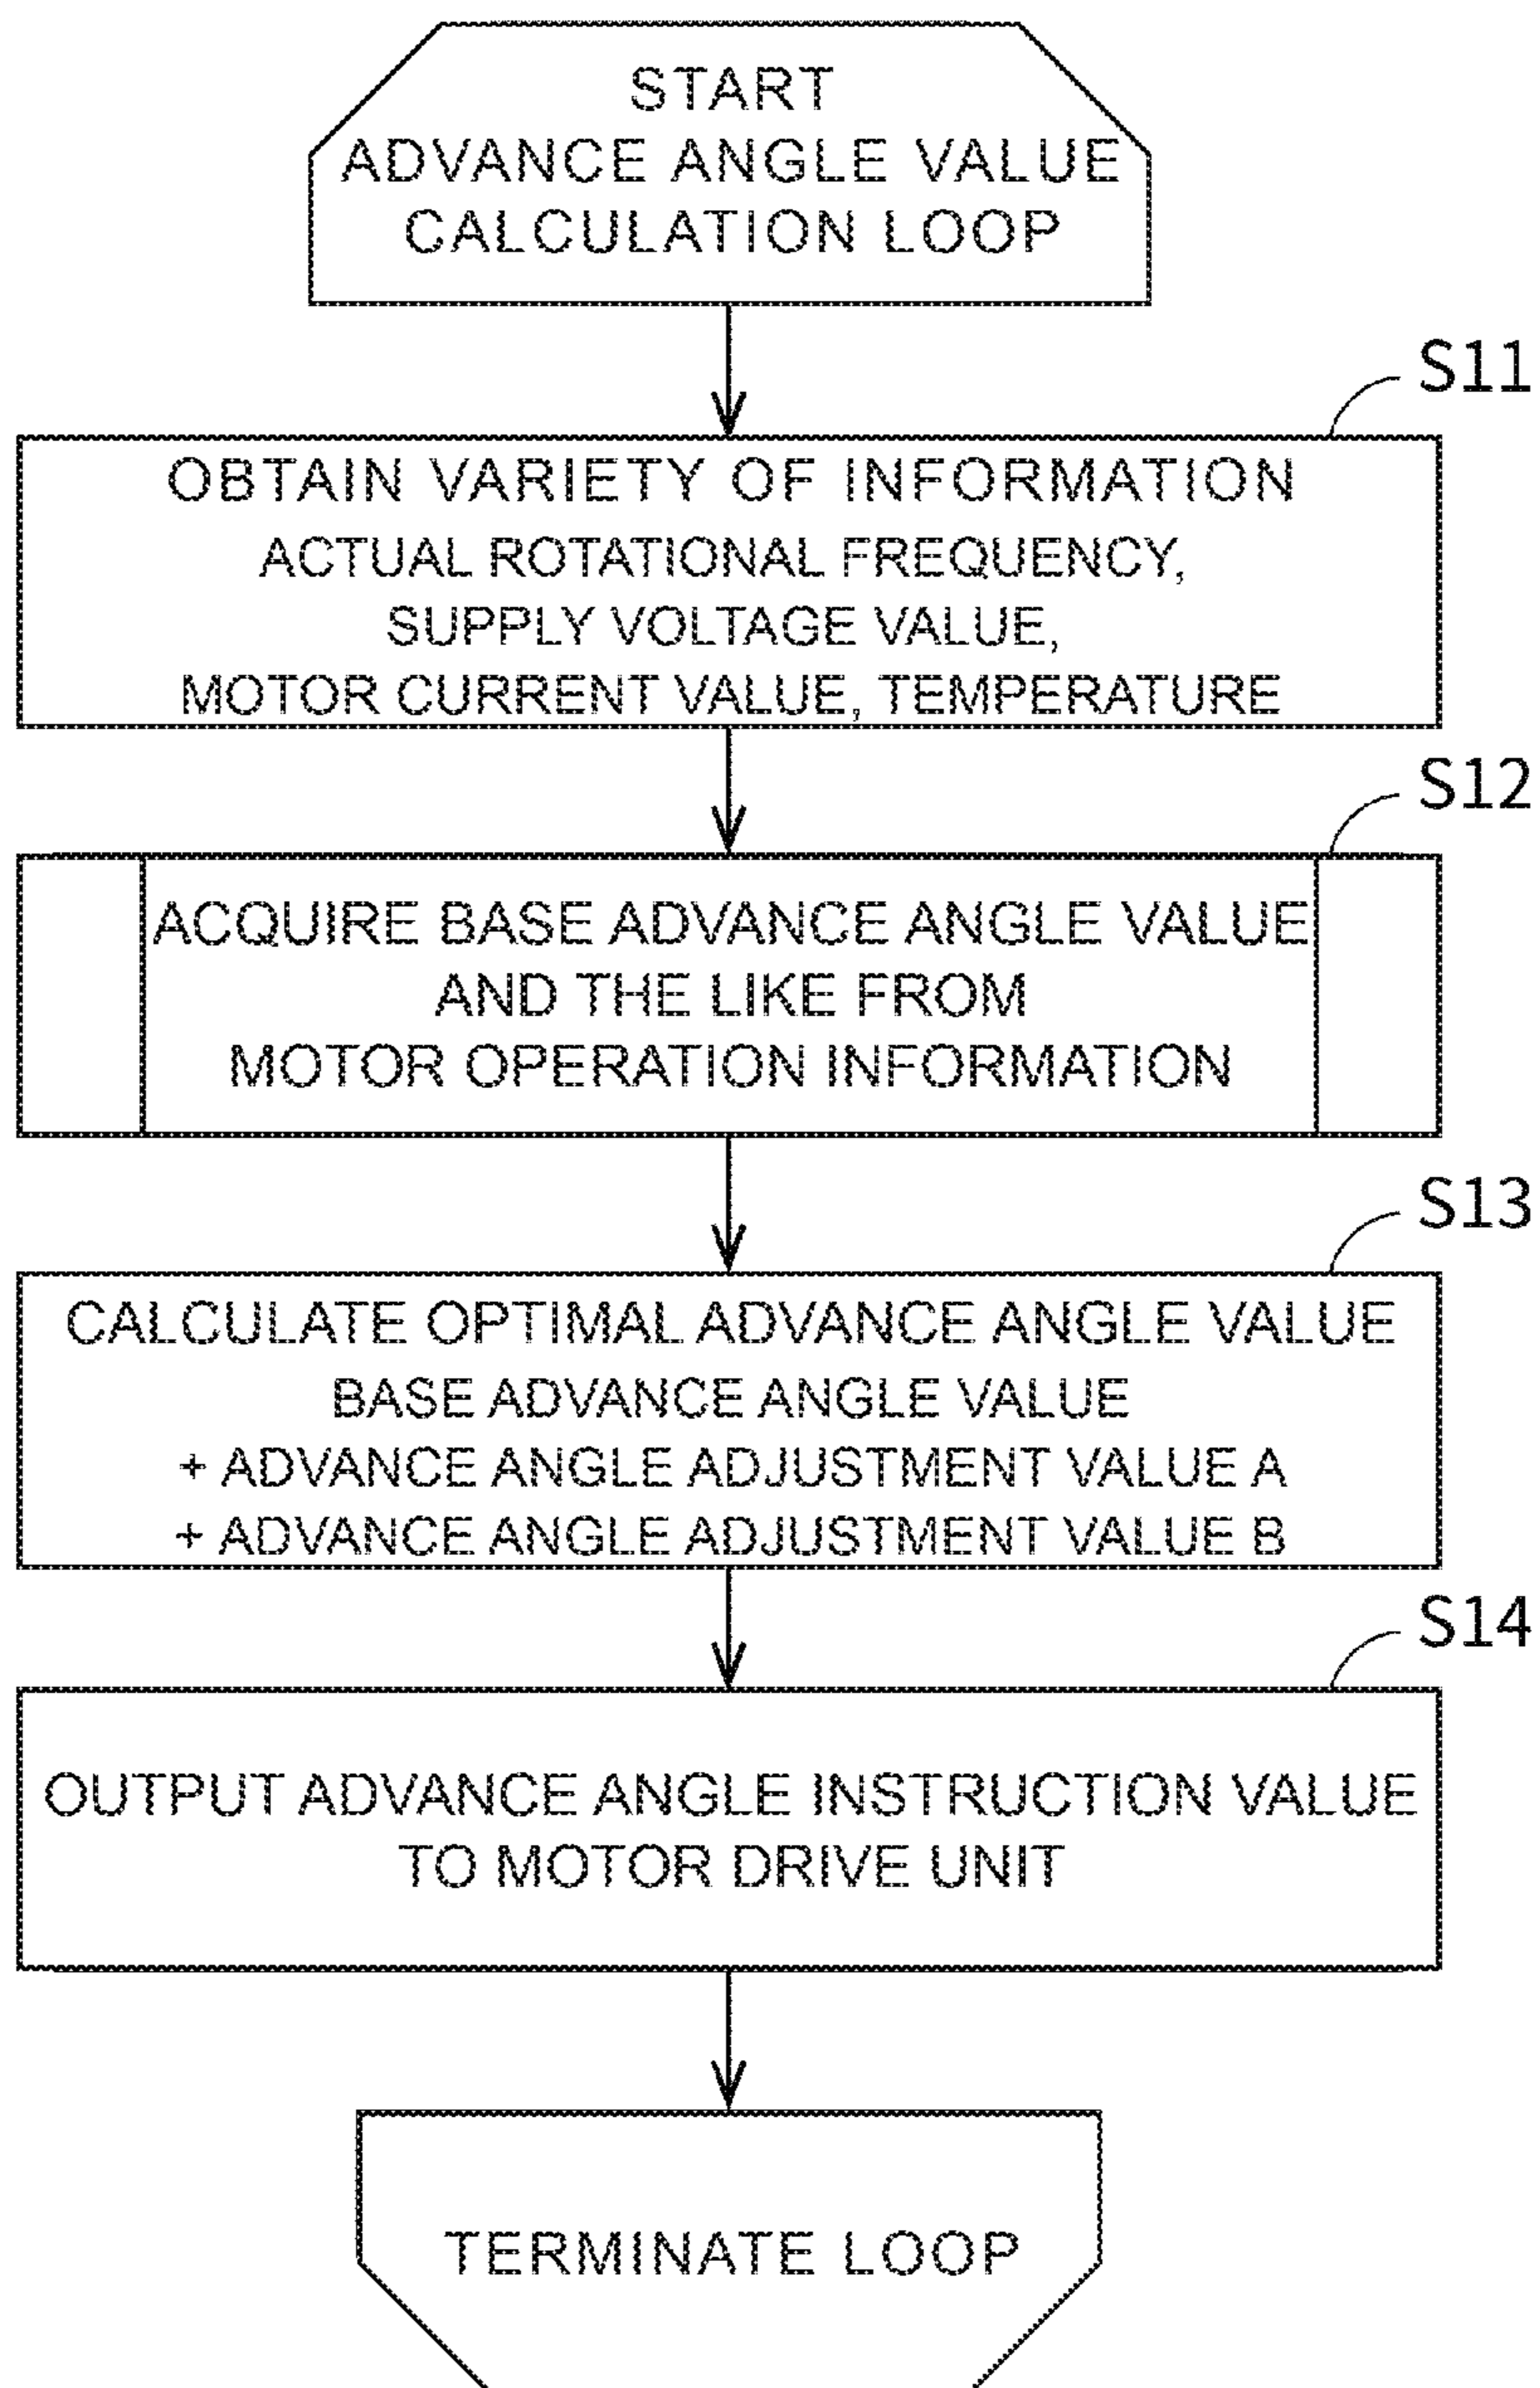 START
ADVANCE ANGLE VALUE
CALCULATION LOOP
S11
OBTAIN VARIETY OF INFORMATION
ACTUAL ROTATIONAL FREQUENCY,
SUPPLY VOLTAGE VALUE,
MOTOR CURRENT VALUE, TEMPERATURE
S12
ACQUIRE BASE ADVANCE ANGLE VALUE
AND THE LIKE FROM
MOTOR OPERATION INFORMATION
S13
CALCULATE OPTIMAL ADVANCE ANGLE VALUE
BASE ADVANCE ANGLE VALUE
+ ADVANCE ANGLE ADJUSTMENT VALUE A
+ ADVANCE ANGLE ADJUSTMENT VALUE B
S14
OUTPUT ADVANCE ANGLE INSTRUCTION VALUE
TO MOTOR DRIVE UNIT
TERMINATE LOOP